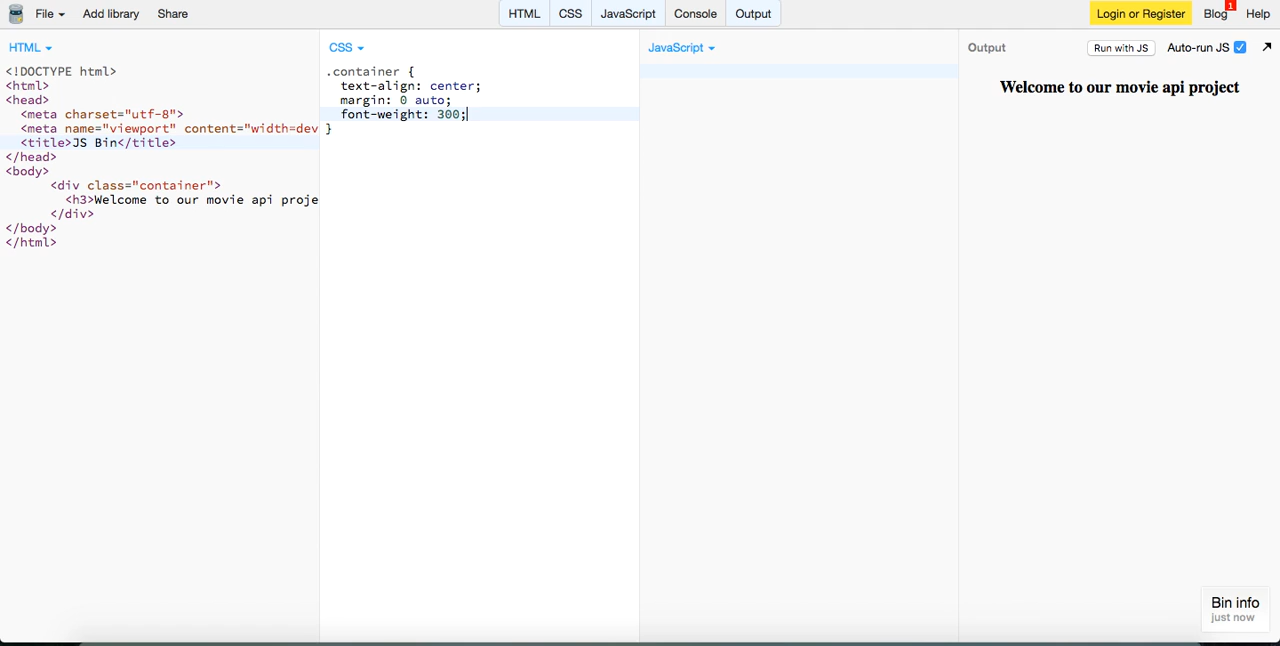 File Add library Share HTML CSS JavaScript Console Output Login or Register Blog 1 Help
HTML
<!DOCTYPE html>
<html>
<head>
<meta charset="utf-8">
<meta name="viewport" content="width=dev
<title>JS Bin</title>
</head>
<body>
<div class="container">
<h3>Welcome to our movie api proje
</div>
</body>
</html>
CSS
.container {
text-align: center;
margin: 0 auto;
font-weight: 300;
}
JavaScript
Output Run with JS Auto-run JS
Welcome to our movie api project
Bin info
just now